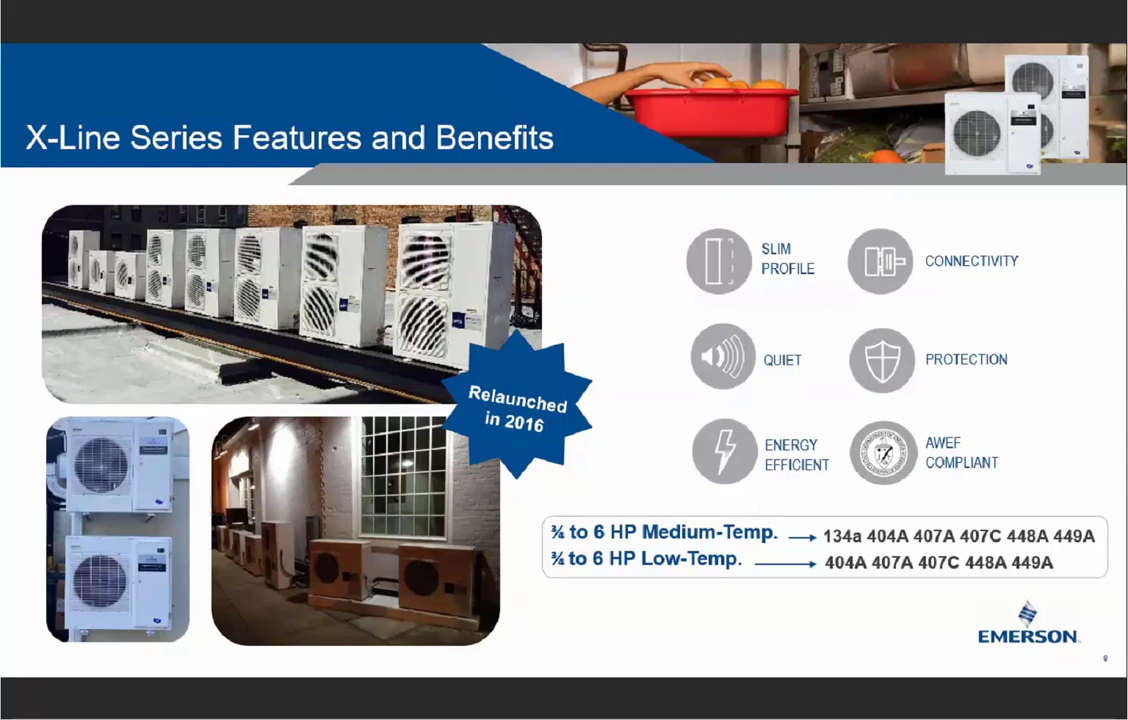 X-Line Series Features and Benefits
Relaunched
in 2016
SLIM
PROFILE
CONNECTIVITY
QUIET
PROTECTION
ENERGY
EFFICIENT
AWEF
COMPLIANT
¾ to 6 HP Medium-Temp. → 134a 404A 407A 407C 448A 449A
¾ to 6 HP Low-Temp. → 404A 407A 407C 448A 449A
EMERSON
9